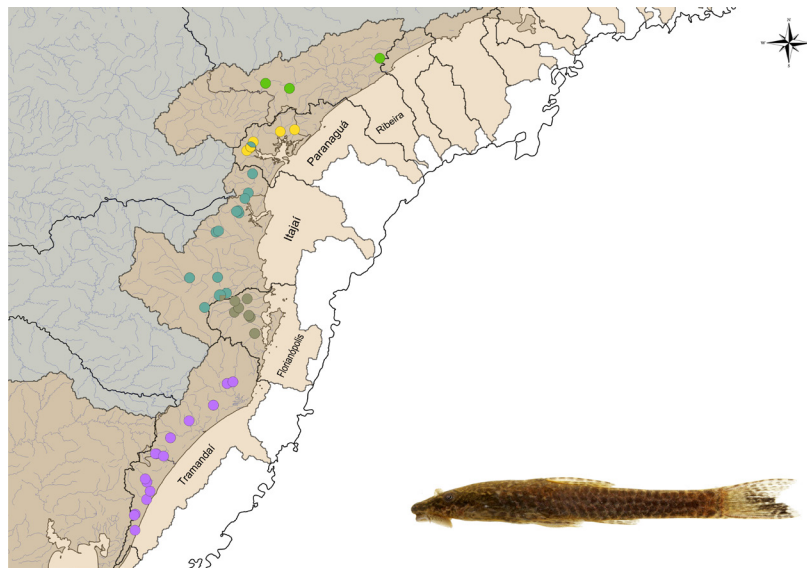 N
W
S
Ribeira
Paranaguá
Itajaí
Florianópolis
Tramandaí